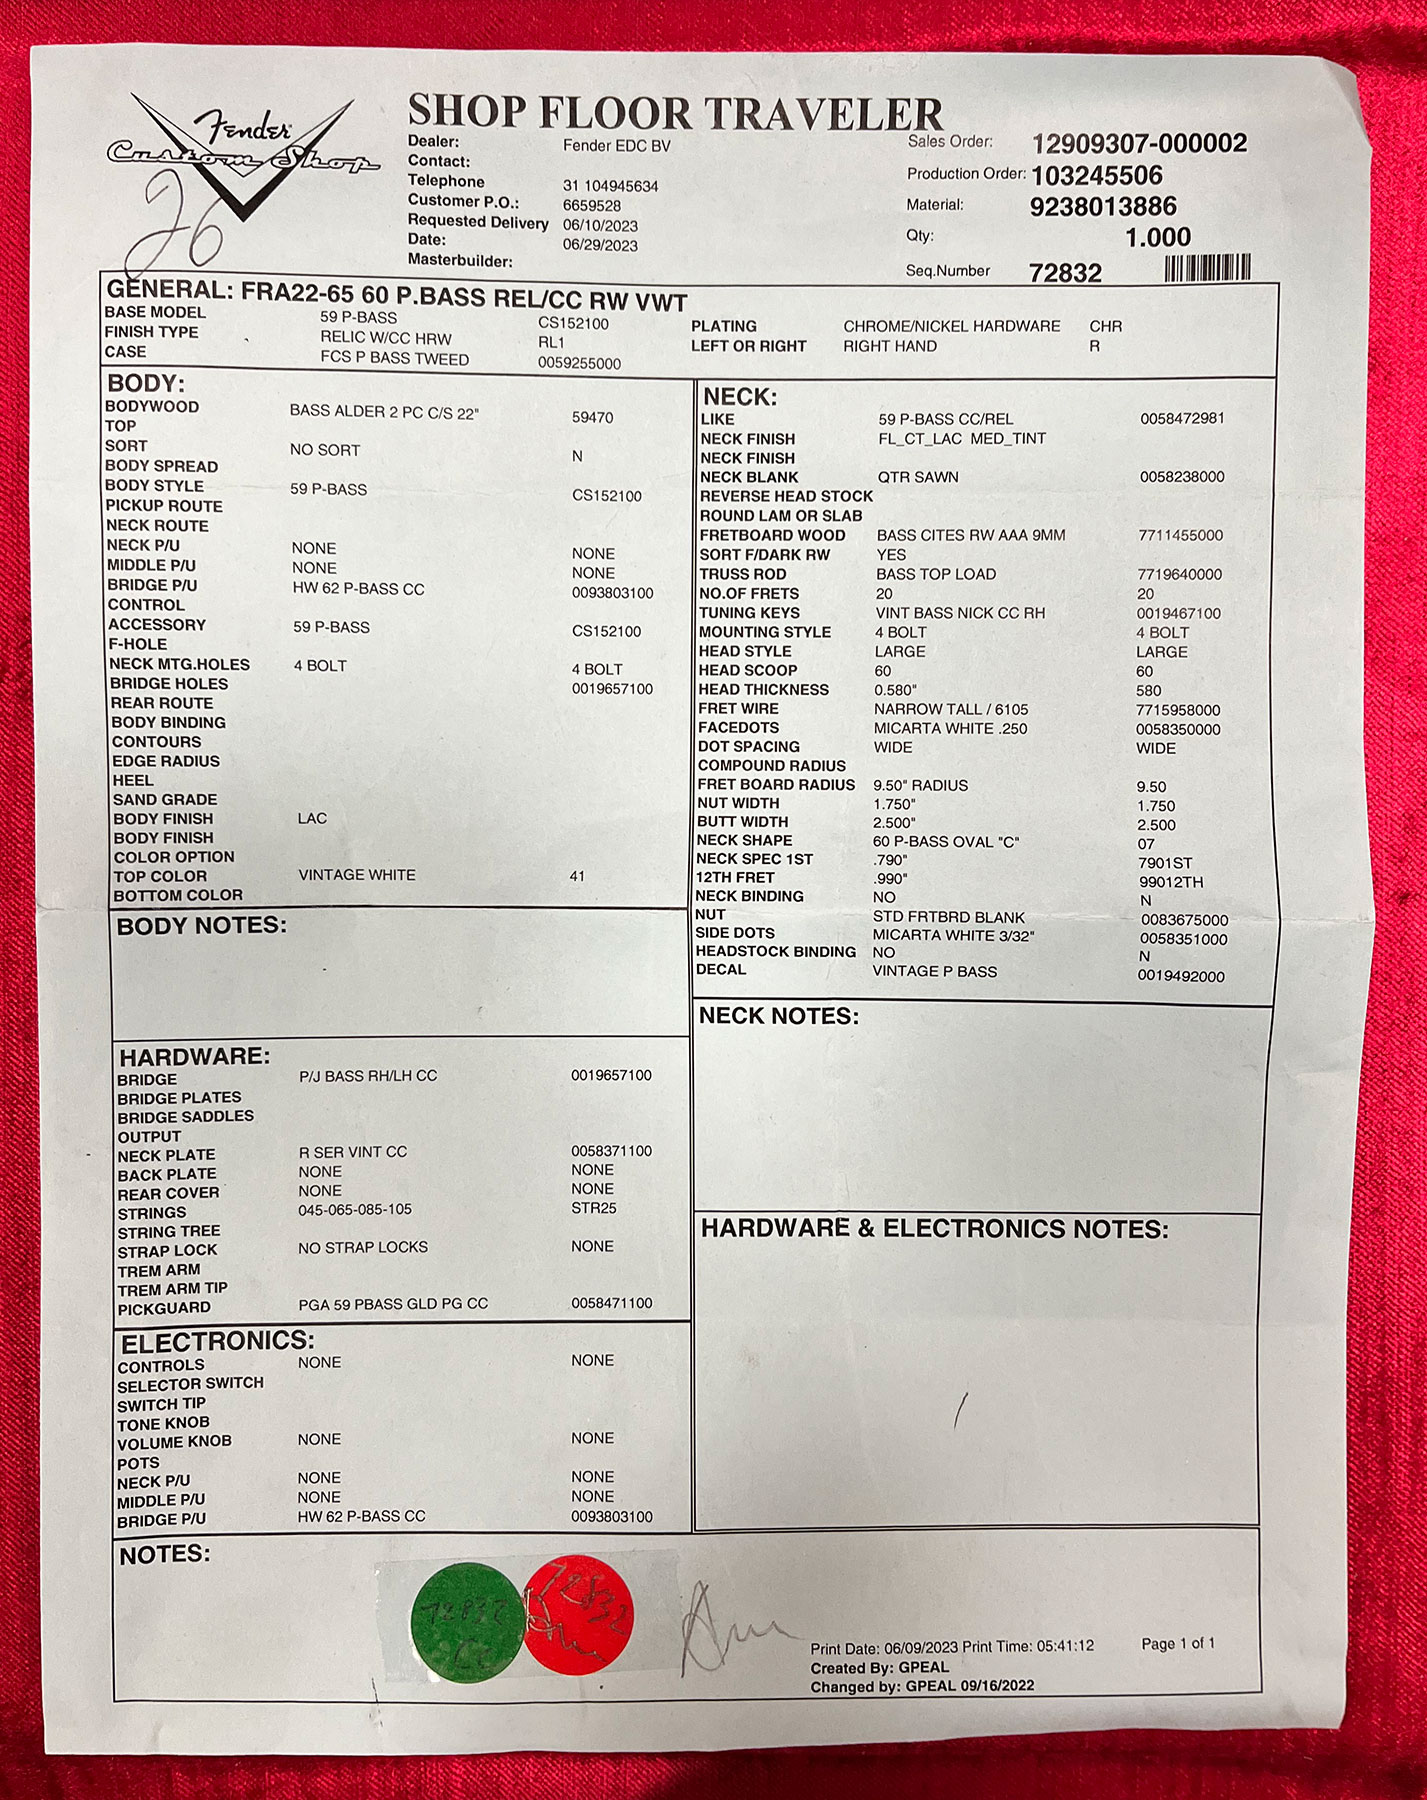 Fender
Custom Shop
26
SHOP FLOOR TRAVELER
Dealer: Fender EDC BV
Contact:
Telephone 31 104945634
Customer P.O.: 6659528
Requested Delivery 06/10/2023
Date: 06/29/2023
Masterbuilder:
Sales Order: 12909307-000002
Production Order: 103245506
Material: 9238013886
Qty: 1.000
Seq.Number 72832
GENERAL: FRA22-65 60 P.BASS REL/CC RW VWT
BASE MODEL 59 P-BASS CS152100
FINISH TYPE RELIC W/CC HRW RL1
CASE FCS P BASS TWEED 0059255000
PLATING CHROME/NICKEL HARDWARE CHR
LEFT OR RIGHT RIGHT HAND R
BODY:
BODYWOOD BASS ALDER 2 PC C/S 22" 59470
TOP
SORT NO SORT N
BODY SPREAD
BODY STYLE 59 P-BASS CS152100
PICKUP ROUTE
NECK ROUTE
NECK P/U NONE NONE
MIDDLE P/U NONE NONE
BRIDGE P/U HW 62 P-BASS CC 0093803100
CONTROL
ACCESSORY 59 P-BASS CS152100
F-HOLE
NECK MTG.HOLES 4 BOLT 4 BOLT
BRIDGE HOLES 0019657100
REAR ROUTE
BODY BINDING
CONTOURS
EDGE RADIUS
HEEL
SAND GRADE
BODY FINISH LAC
BODY FINISH
COLOR OPTION
TOP COLOR VINTAGE WHITE 41
BOTTOM COLOR
BODY NOTES:
HARDWARE:
BRIDGE P/J BASS RH/LH CC 0019657100
BRIDGE PLATES
BRIDGE SADDLES
OUTPUT
NECK PLATE R SER VINT CC 0058371100
BACK PLATE NONE NONE
REAR COVER NONE NONE
STRINGS 045-065-085-105 STR25
STRING TREE
STRAP LOCK NO STRAP LOCKS NONE
TREM ARM
TREM ARM TIP
PICKGUARD PGA 59 PBASS GLD PG CC 0058471100
ELECTRONICS:
CONTROLS NONE NONE
SELECTOR SWITCH
SWITCH TIP
TONE KNOB
VOLUME KNOB NONE NONE
POTS
NECK P/U NONE NONE
MIDDLE P/U NONE NONE
BRIDGE P/U HW 62 P-BASS CC 0093803100
NECK:
LIKE 59 P-BASS CC/REL 0058472981
NECK FINISH FL_CT_LAC MED_TINT
NECK FINISH
NECK BLANK QTR SAWN 0058238000
REVERSE HEAD STOCK
ROUND LAM OR SLAB
FRETBOARD WOOD BASS CITES RW AAA 9MM 7711455000
SORT F/DARK RW YES
TRUSS ROD BASS TOP LOAD 7719640000
NO.OF FRETS 20 20
TUNING KEYS VINT BASS NICK CC RH 0019467100
MOUNTING STYLE 4 BOLT 4 BOLT
HEAD STYLE LARGE LARGE
HEAD SCOOP 60 60
HEAD THICKNESS 0.580" 580
FRET WIRE NARROW TALL / 6105 7715958000
FACEDOTS MICARTA WHITE .250 0058350000
DOT SPACING WIDE WIDE
COMPOUND RADIUS
FRET BOARD RADIUS 9.50" RADIUS 9.50
NUT WIDTH 1.750" 1.750
BUTT WIDTH 2.500" 2.500
NECK SHAPE 60 P-BASS OVAL "C" 07
NECK SPEC 1ST .790" 7901ST
12TH FRET .990" 99012TH
NECK BINDING NO N
NUT STD FRTBRD BLANK 0083675000
SIDE DOTS MICARTA WHITE 3/32" 0058351000
HEADSTOCK BINDING NO N
DECAL VINTAGE P BASS 0019492000
NECK NOTES:
HARDWARE & ELECTRONICS NOTES:
NOTES:
72832
72832
Print Date: 06/09/2023 Print Time: 05:41:12 Page 1 of 1
Created By: GPEAL
Changed by: GPEAL 09/16/2022